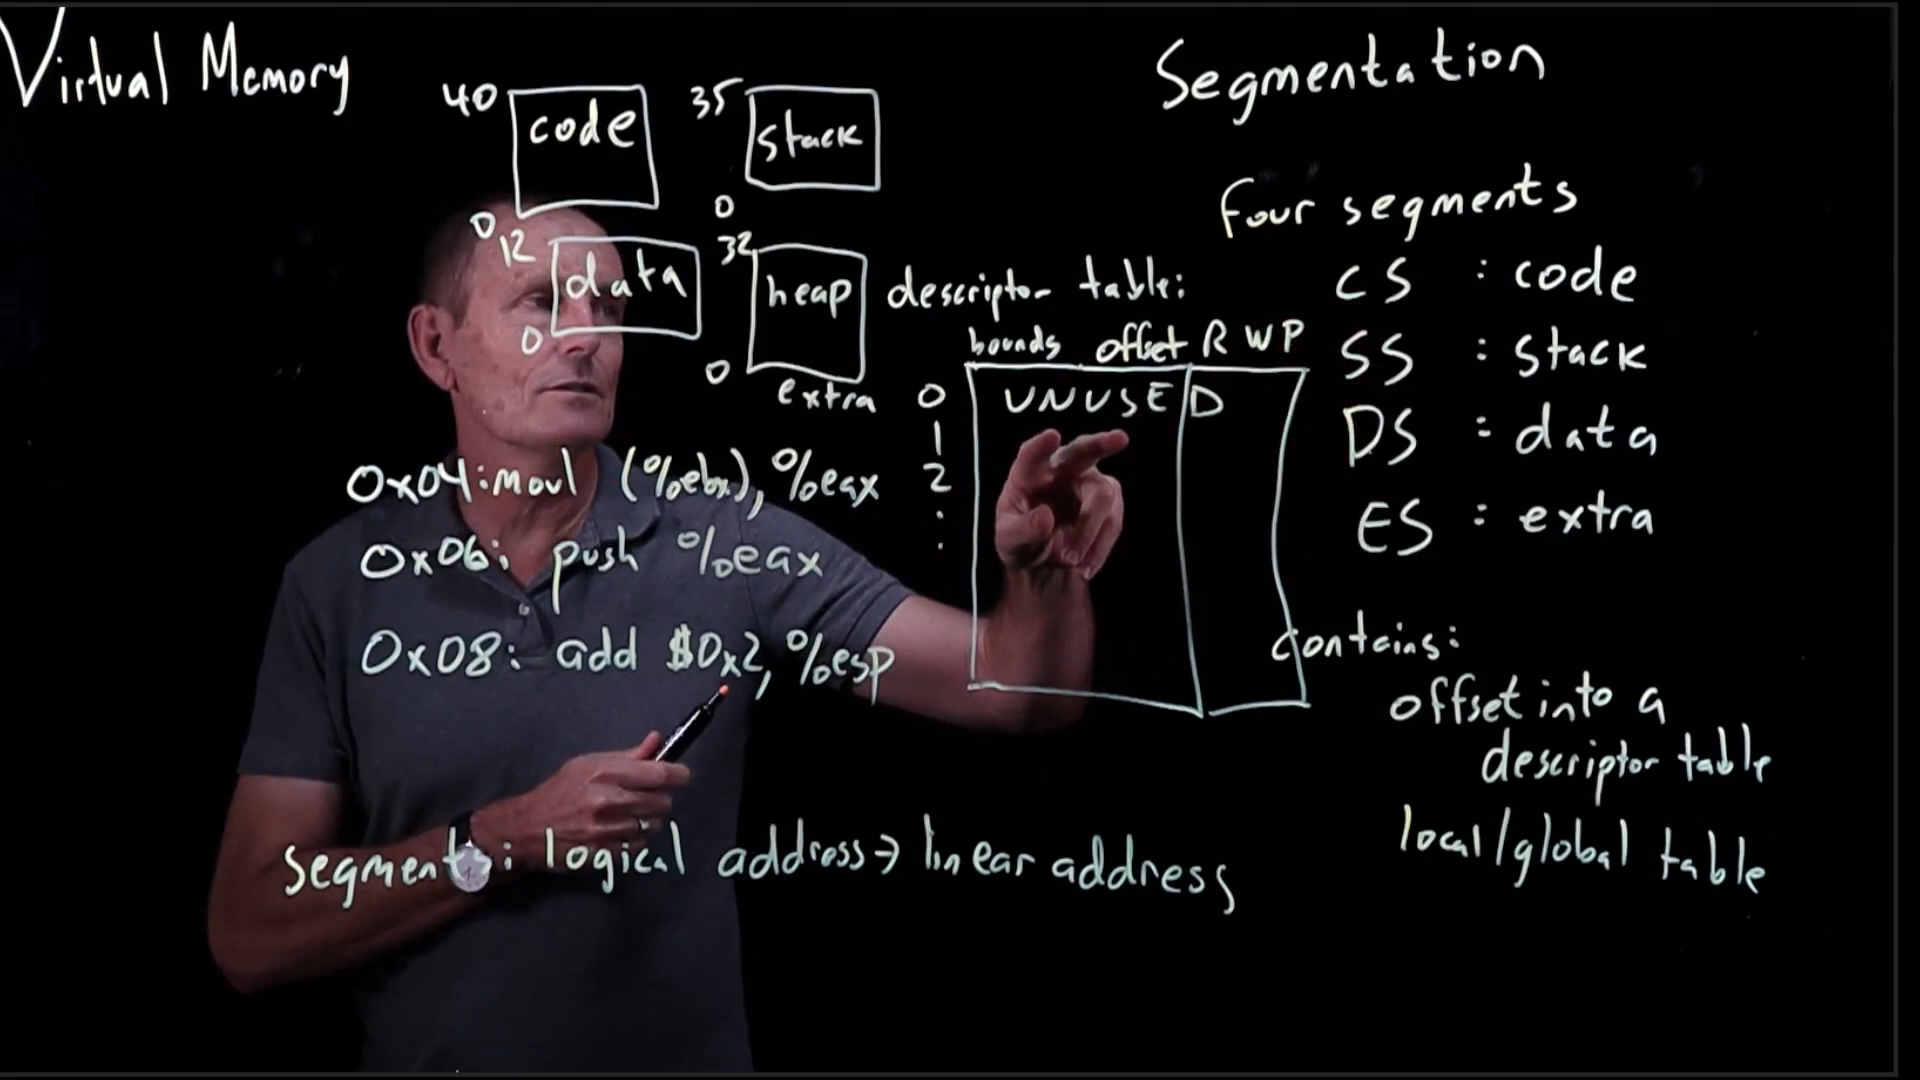 Virtual Memory
Segmentation
40
code
0
35
stack
0
12
data
0
32
heap
0
extra
four segments
CS : code
SS : stack
DS : data
ES : extra
descriptor table:
bounds offset R W P
0 UNUSED
1
2
:
0x04: movl (%ebx), %eax
0x06: push %eax
0x08: add $0x2, %esp
contains:
offset into a
descriptor table
local/global table
segments: logical address → linear address